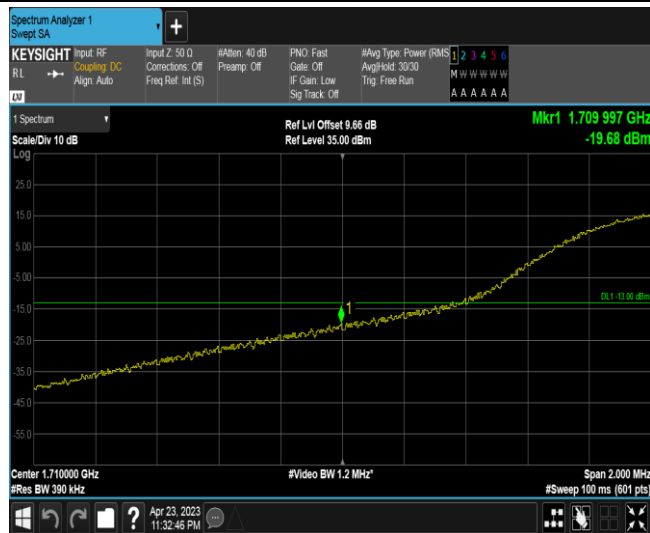 Spectrum Analyzer 1
Swept SA
KEYSIGHT
RL
Input: RF
Coupling: DC
Align: Auto
Input Z: 50 Ω
Corrections: Off
Freq Ref: Int (S)
#Atten: 40 dB
Preamp: Off
PNO: Fast
Gate: Off
IF Gain: Low
Sig Track: Off
#Avg Type: Power (RMS
Avg|Hold: 30/30
Trig: Free Run
1 2 3 4 5 6
M W W W W W
A A A A A A
1 Spectrum
Scale/Div 10 dB
Log
Ref Lvl Offset 9.66 dB
Ref Level 35.00 dBm
Mkr1 1.709 997 GHz
-19.68 dBm
25.0
15.0
5.00
-5.00
-15.0
-25.0
-35.0
-45.0
-55.0
1
DL1 -13.00 dBm
Center 1.710000 GHz
#Res BW 390 kHz
#Video BW 1.2 MHz*
Span 2.000 MHz
#Sweep 100 ms (601 pts)
?
Apr 23, 2023
11:32:46 PM